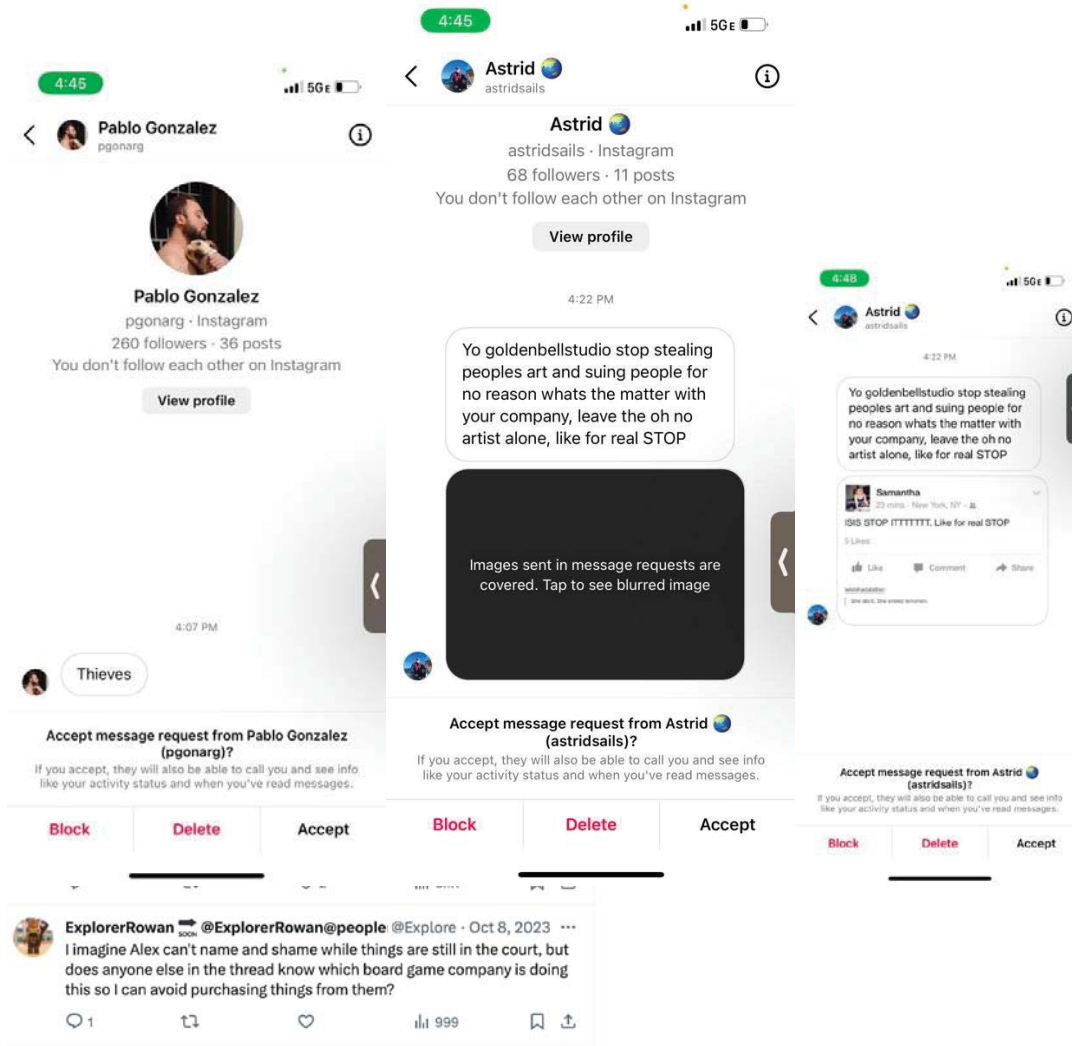 4:45
5GE
Pablo Gonzalez
pgonarg
Pablo Gonzalez
pgonarg · Instagram
260 followers · 36 posts
You don't follow each other on Instagram
View profile
4:07 PM
Thieves
Accept message request from Pablo Gonzalez
(pgonarg)?
If you accept, they will also be able to call you and see info
like your activity status and when you've read messages.
Block Delete Accept
4:45
5GE
Astrid
astridsails
Astrid
astridsails · Instagram
68 followers · 11 posts
You don't follow each other on Instagram
View profile
4:22 PM
Yo goldenbellstudio stop stealing
peoples art and suing people for
no reason whats the matter with
your company, leave the oh no
artist alone, like for real STOP
Images sent in message requests are
covered. Tap to see blurred image
Accept message request from Astrid
(astridsails)?
If you accept, they will also be able to call you and see info
like your activity status and when you've read messages.
Block Delete Accept
4:48
5GE
Astrid
astridsails
4:22 PM
Yo goldenbellstudio stop stealing
peoples art and suing people for
no reason whats the matter with
your company, leave the oh no
artist alone, like for real STOP
Samantha
23 mins · New York, NY ·
ISIS STOP ITTTTTTT. Like for real STOP
5 Likes
Like Comment Share
Accept message request from Astrid
(astridsails)?
If you accept, they will also be able to call you and see info
like your activity status and when you've read messages.
Block Delete Accept
ExplorerRowan SOON @ExplorerRowan@people @Explore · Oct 8, 2023 ···
I imagine Alex can't name and shame while things are still in the court, but
does anyone else in the thread know which board game company is doing
this so I can avoid purchasing things from them?
1 999